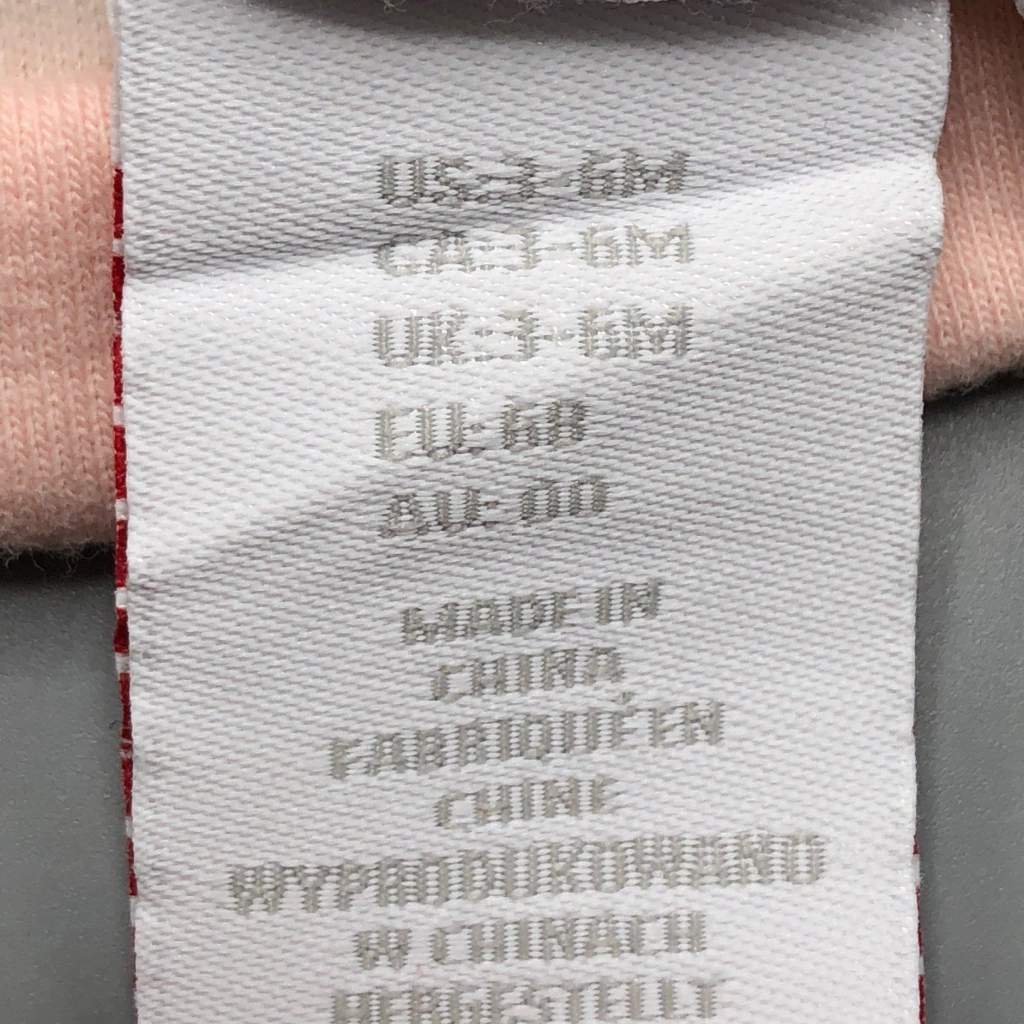 US:3-6M
CA:3-6M
UK:3-6M
EU:68
AU:00
MADE IN
CHINA
FABRIQUÉ EN
CHINE
WYPRODUKOWANO
W CHINACH
HERGESTELLT